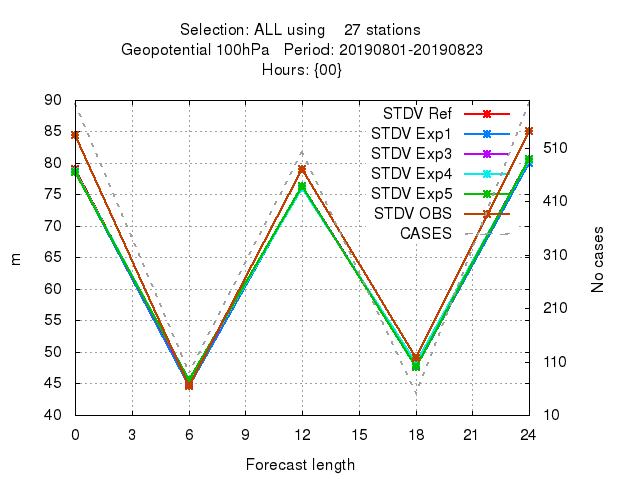 Selection: ALL using    27 stations
Geopotential 100hPa   Period: 20190801-20190823
Hours: {00}
90
85
80
75
70
65
60
55
50
45
40
m
STDV Ref
STDV Exp1
STDV Exp3
STDV Exp4
STDV Exp5
STDV OBS
CASES
510
410
310
210
110
10
No cases
0 3 6 9 12 15 18 21 24
Forecast length